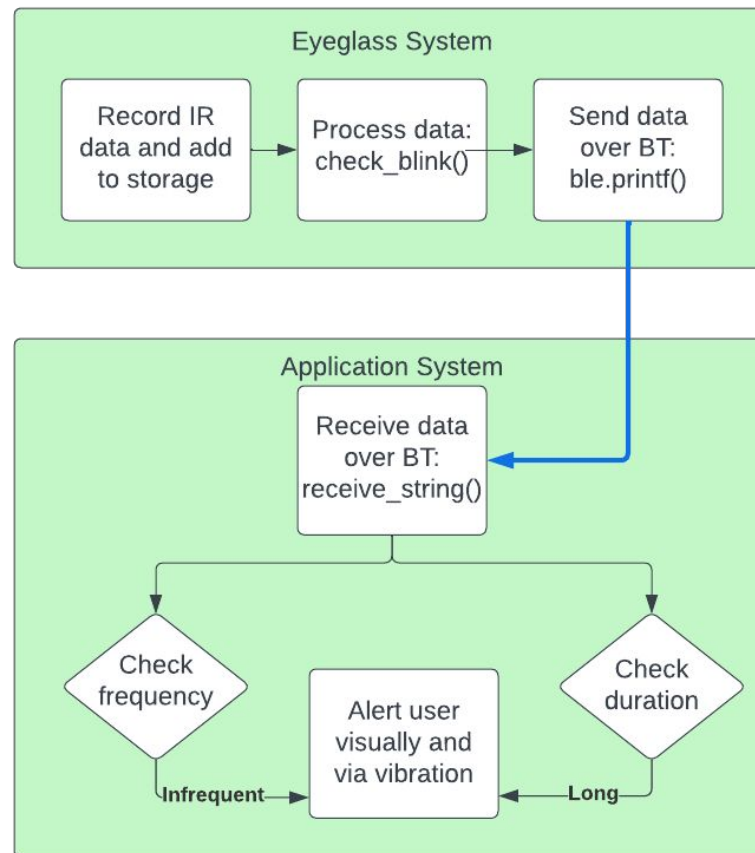 Eyeglass System
Record IR
data and add
to storage
Process data:
check_blink()
Send data
over BT:
ble.printf()
Application System
Receive data
over BT:
receive_string()
Check
frequency
Alert user
visually and
via vibration
Check
duration
Infrequent
Long